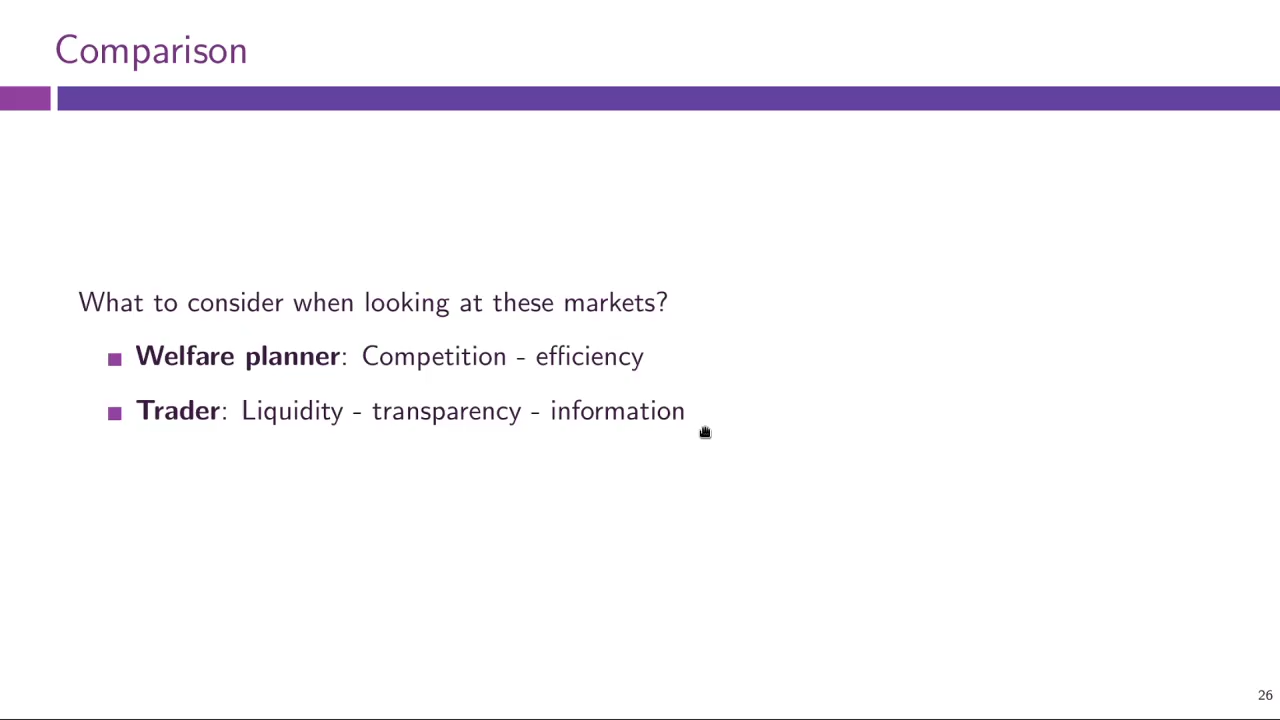 Comparison
What to consider when looking at these markets?
Welfare planner: Competition - efficiency
Trader: Liquidity - transparency - information
26